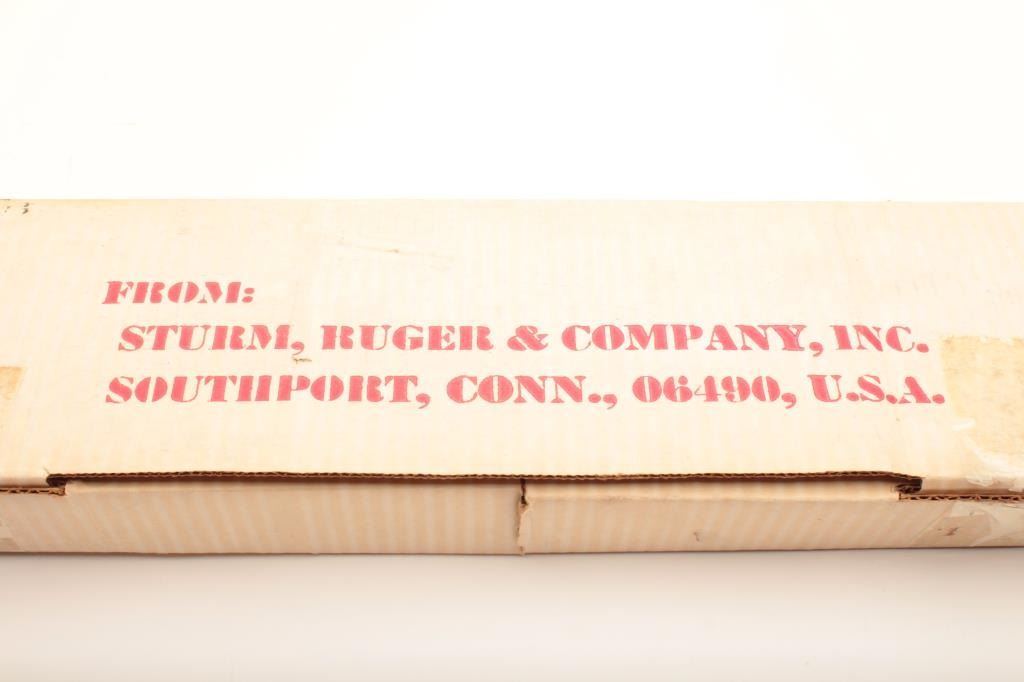 FROM:
STURM, RUGER & COMPANY, INC.
SOUTHPORT, CONN., 06490, U.S.A.